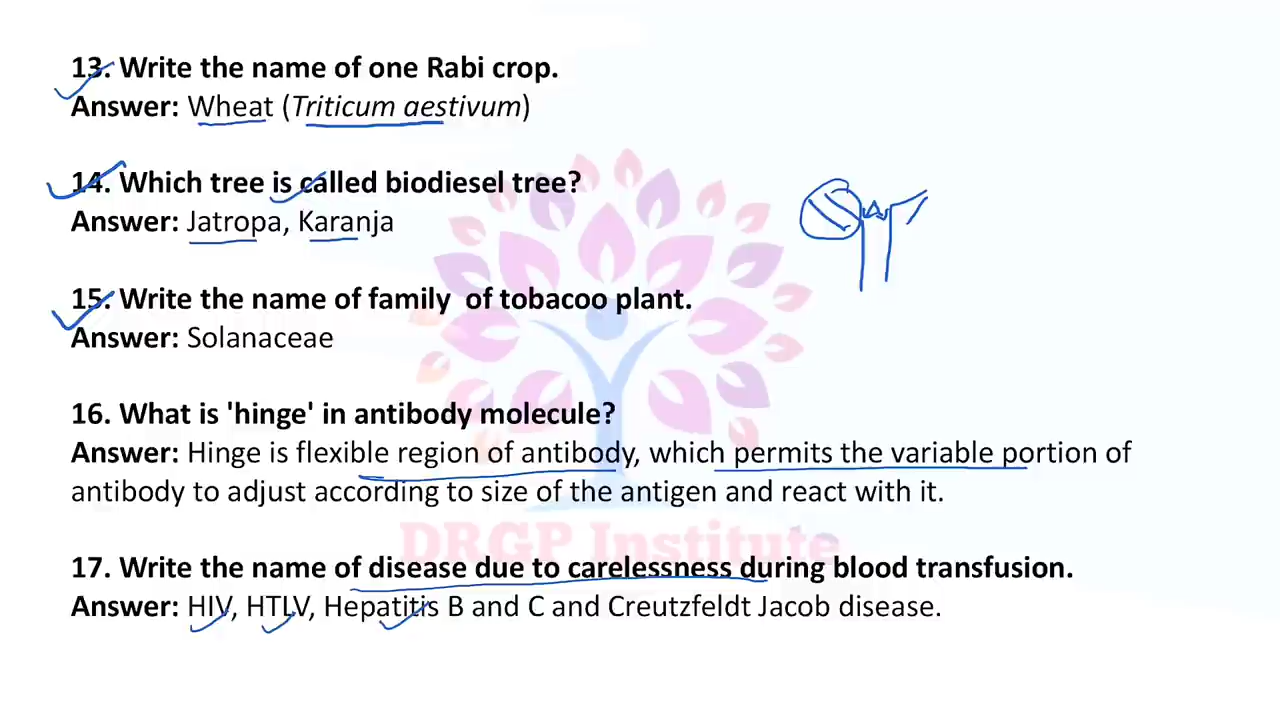 13. Write the name of one Rabi crop.
Answer: Wheat (Triticum aestivum)
14. Which tree is called biodiesel tree?
Answer: Jatropa, Karanja
15. Write the name of family of tobacoo plant.
Answer: Solanaceae
16. What is 'hinge' in antibody molecule?
Answer: Hinge is flexible region of antibody, which permits the variable portion of
antibody to adjust according to size of the antigen and react with it.
DRGP Institute
17. Write the name of disease due to carelessness during blood transfusion.
Answer: HIV, HTLV, Hepatitis B and C and Creutzfeldt Jacob disease.